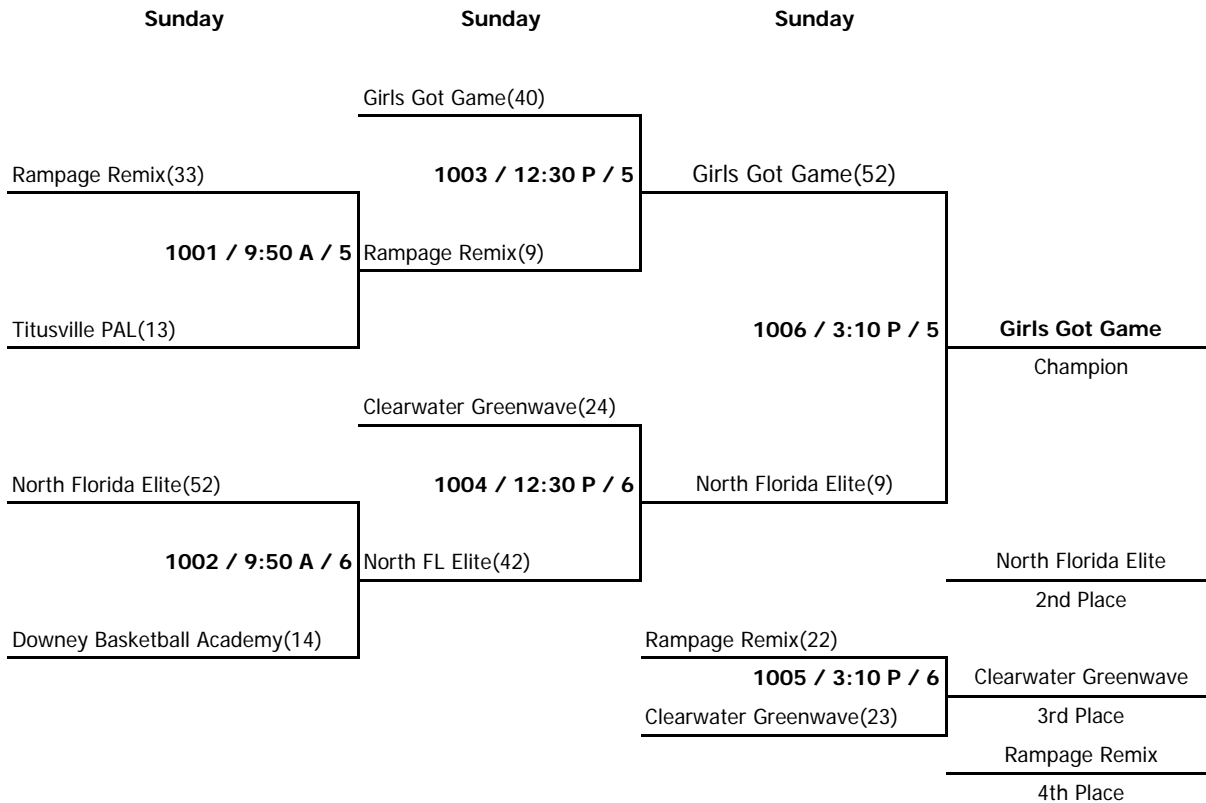 Sunday Sunday Sunday
Girls Got Game(40)
Rampage Remix(33) 1003 / 12:30 P / 5 Girls Got Game(52)
1001 / 9:50 A / 5 Rampage Remix(9)
Titusville PAL(13) 1006 / 3:10 P / 5 Girls Got Game
Champion
Clearwater Greenwave(24)
North Florida Elite(52) 1004 / 12:30 P / 6 North Florida Elite(9)
1002 / 9:50 A / 6 North FL Elite(42) North Florida Elite
2nd Place
Downey Basketball Academy(14) Rampage Remix(22)
1005 / 3:10 P / 6 Clearwater Greenwave
Clearwater Greenwave(23) 3rd Place
Rampage Remix
4th Place